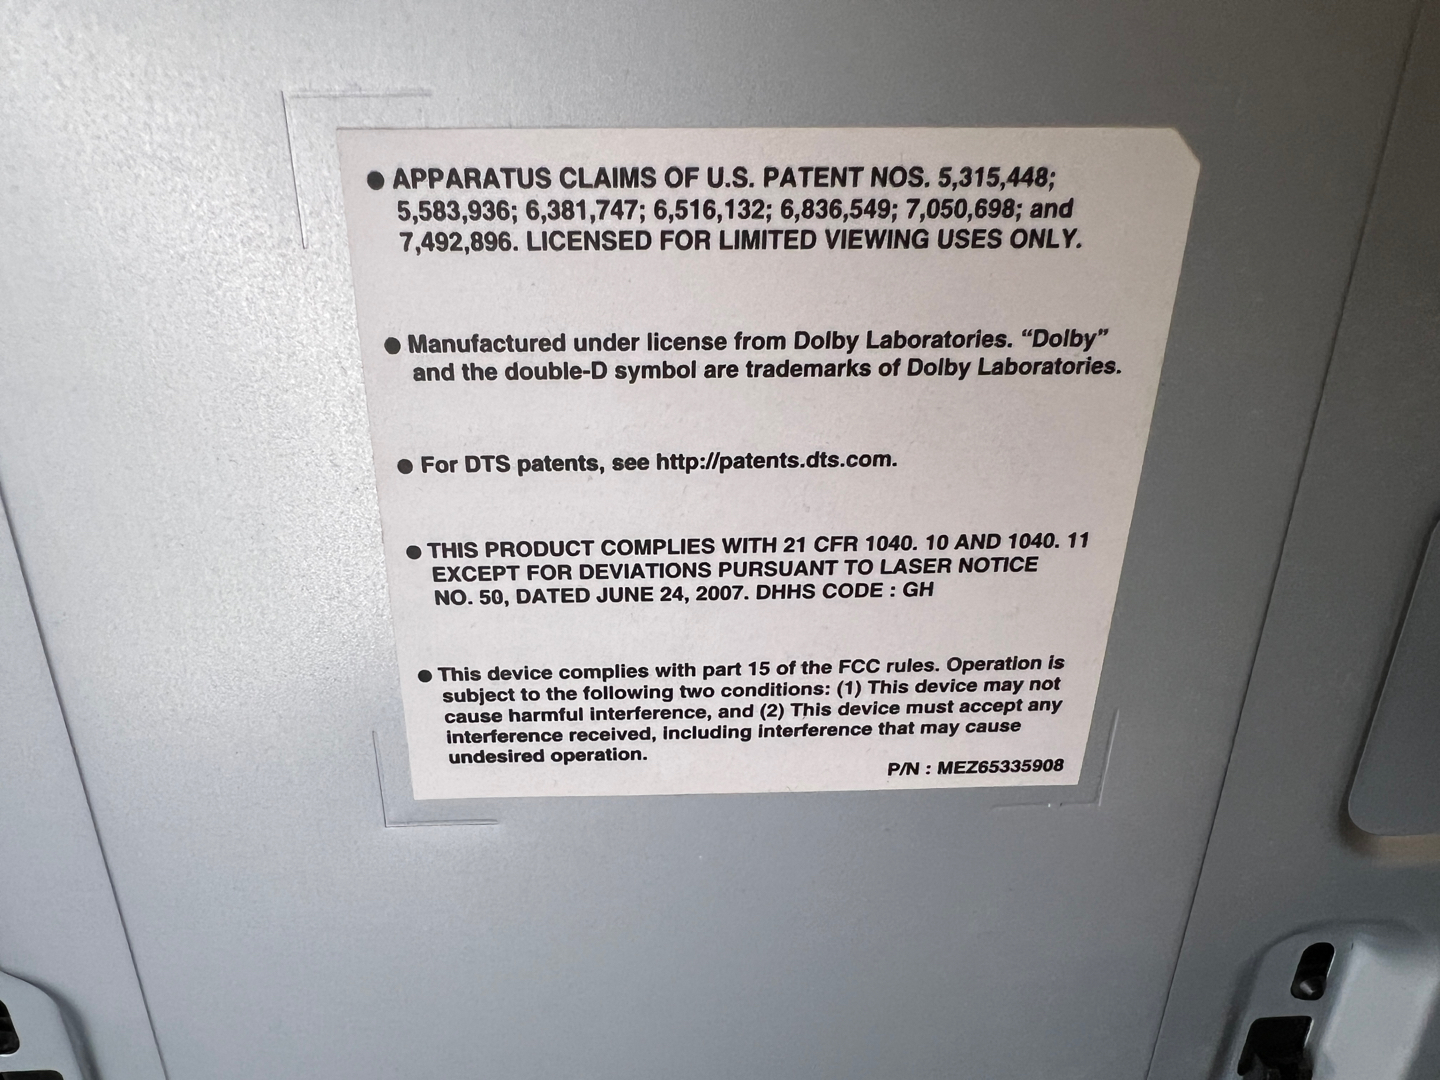 ● APPARATUS CLAIMS OF U.S. PATENT NOS. 5,315,448;
5,583,936; 6,381,747; 6,516,132; 6,836,549; 7,050,698; and
7,492,896. LICENSED FOR LIMITED VIEWING USES ONLY.
● Manufactured under license from Dolby Laboratories. “Dolby”
and the double-D symbol are trademarks of Dolby Laboratories.
● For DTS patents, see http://patents.dts.com.
● THIS PRODUCT COMPLIES WITH 21 CFR 1040. 10 AND 1040. 11
EXCEPT FOR DEVIATIONS PURSUANT TO LASER NOTICE
NO. 50, DATED JUNE 24, 2007. DHHS CODE : GH
● This device complies with part 15 of the FCC rules. Operation is
subject to the following two conditions: (1) This device may not
cause harmful interference, and (2) This device must accept any
interference received, including interference that may cause
undesired operation.
P/N : MEZ65335908